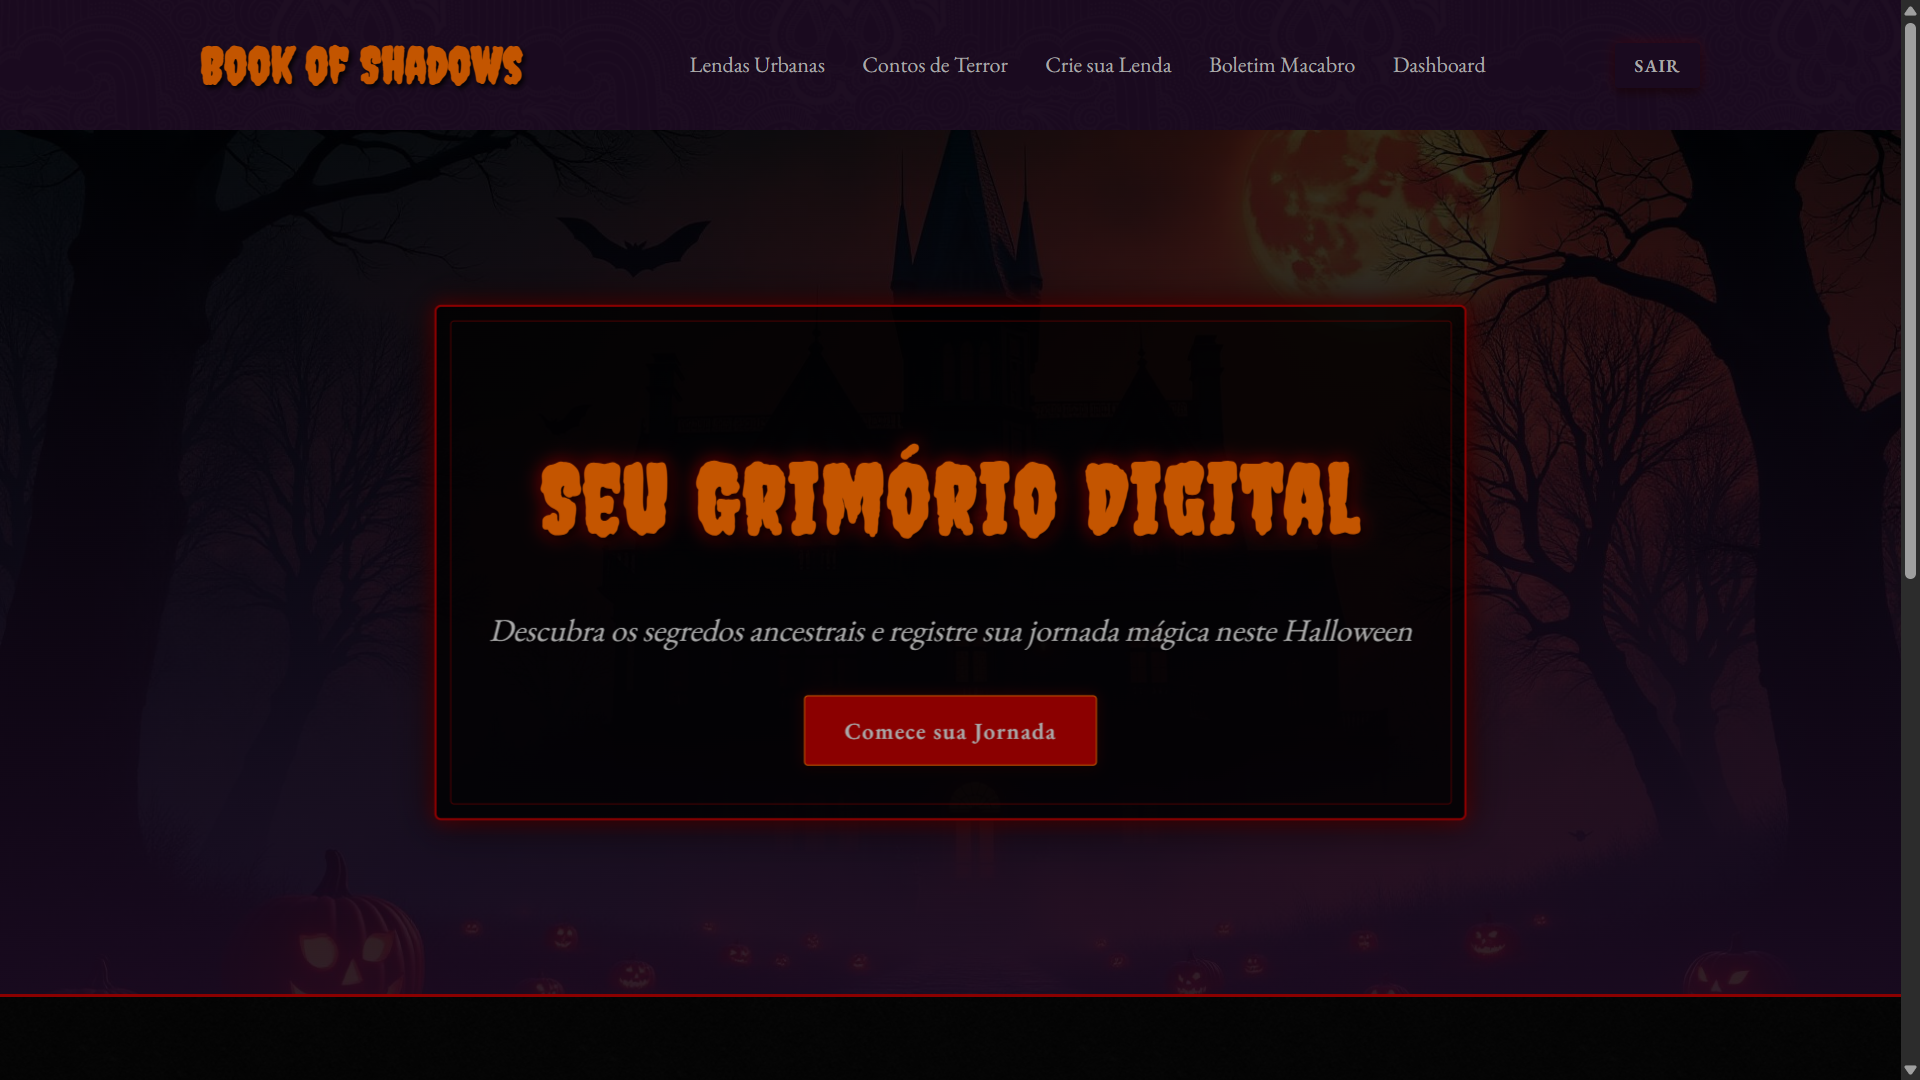 BOOK OF SHADOWS
Lendas Urbanas
Contos de Terror
Crie sua Lenda
Boletim Macabro
Dashboard
SAIR
SEU GRIMÓRIO DIGITAL
Descubra os segredos ancestrais e registre sua jornada mágica neste Halloween
Comece sua Jornada